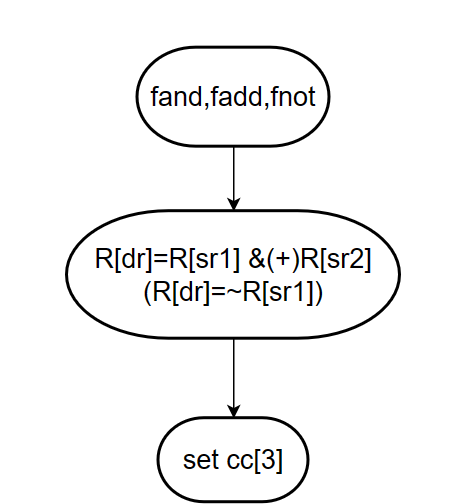 fand,fadd,fnot
R[dr]=R[sr1] &(+)R[sr2]
(R[dr]=~R[sr1])
set cc[3]